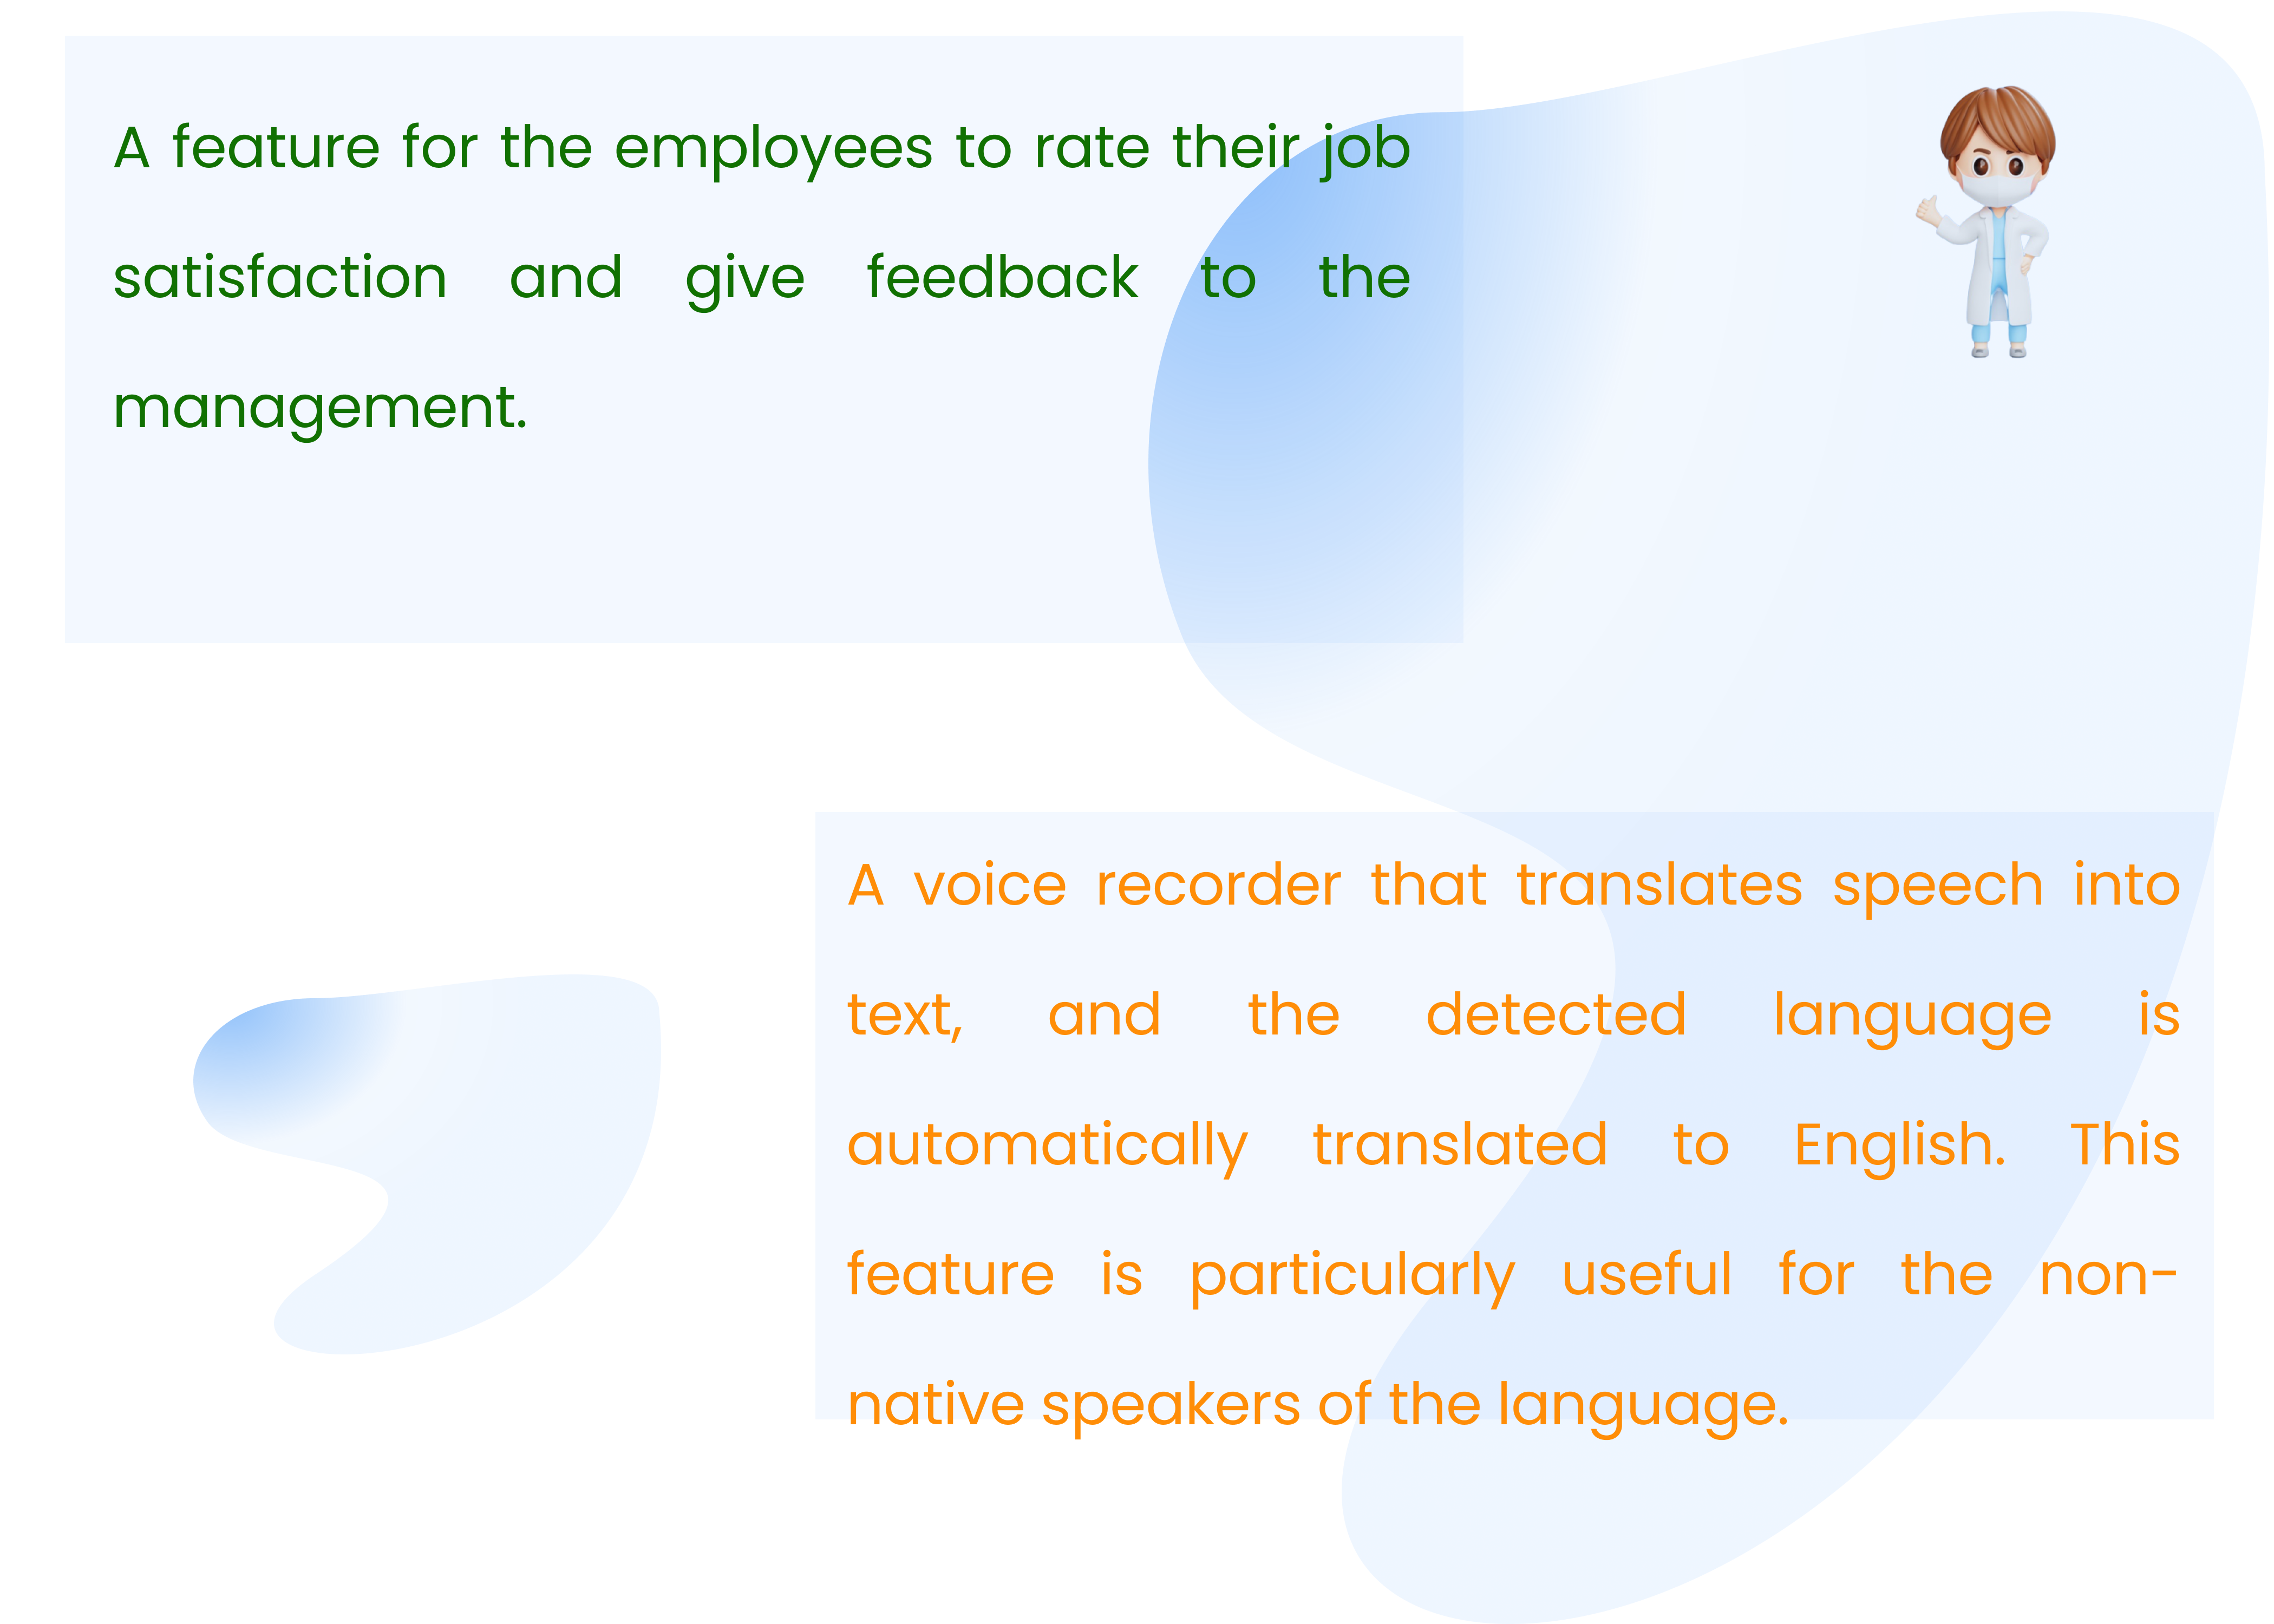 A feature for the employees to rate their job
satisfaction and give feedback to the
management.
A voice recorder that translates speech into
text, and the detected language is
automatically translated to English. This
feature is particularly useful for the non-
native speakers of the language.